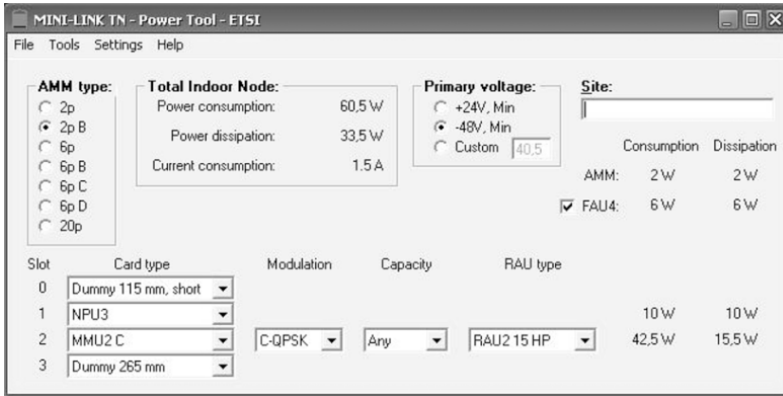 MINI-LINK TN - Power Tool - ETSI
File Tools Settings Help
AMM type:
2p
2p B
6p
6p B
6p C
6p D
20p
Total Indoor Node:
Power consumption: 60,5 W
Power dissipation: 33,5 W
Current consumption: 1.5 A
Primary voltage:
+24V, Min
-48V, Min
Custom 40,5
Site:
Consumption Dissipation
AMM: 2 W 2 W
FAU4: 6 W 6 W
Slot Card type Modulation Capacity RAU type
0 Dummy 115 mm, short
1 NPU3 10 W 10 W
2 MMU2 C C-QPSK Any RAU2 15 HP 42,5 W 15,5 W
3 Dummy 265 mm